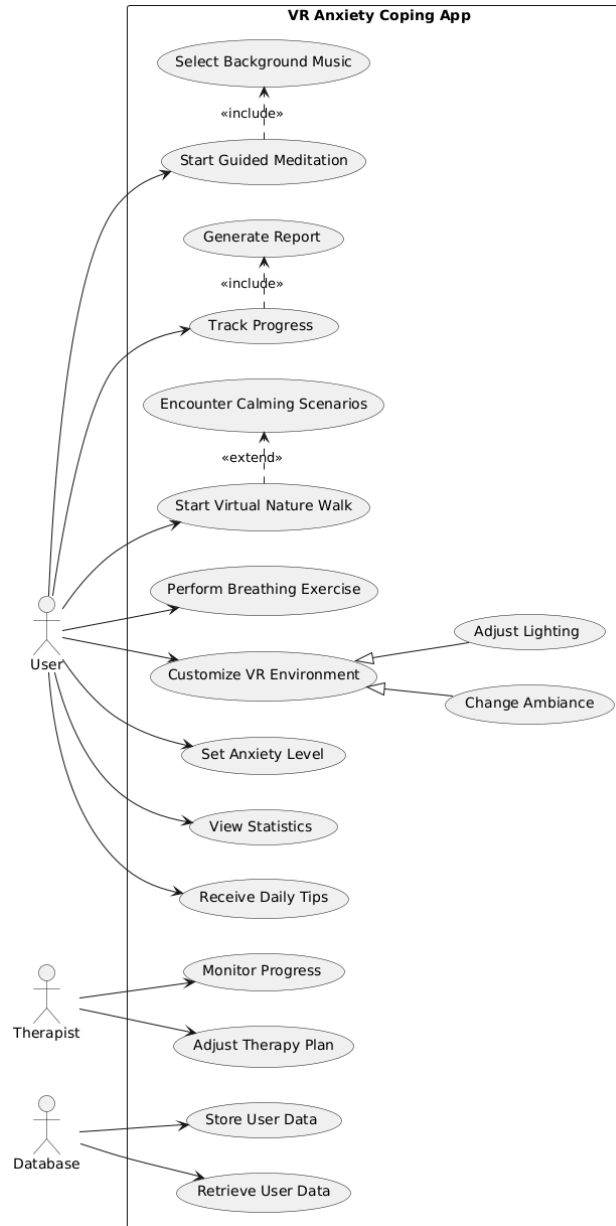 VR Anxiety Coping App
Select Background Music
«include»
Start Guided Meditation
Generate Report
«include»
Track Progress
Encounter Calming Scenarios
«extend»
Start Virtual Nature Walk
Perform Breathing Exercise
Adjust Lighting
User
Customize VR Environment
Change Ambiance
Set Anxiety Level
View Statistics
Receive Daily Tips
Monitor Progress
Therapist
Adjust Therapy Plan
Store User Data
Database
Retrieve User Data